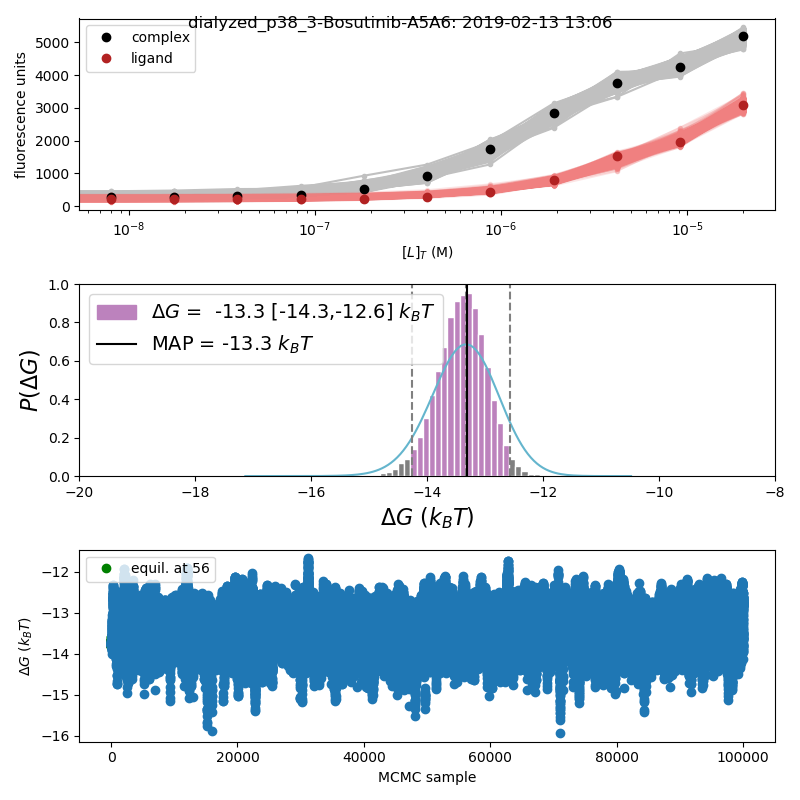 dialyzed_p38_3-Bosutinib-A5A6: 2019-02-13 13:06
complex
ligand
fluorescence units
5000
4000
3000
2000
1000
0
10⁻⁸ 10⁻⁷ 10⁻⁶ 10⁻⁵
[L]_T (M)
ΔG = -13.3 [-14.3,-12.6] k_BT
MAP = -13.3 k_BT
P(ΔG)
1.0
0.8
0.6
0.4
0.2
0.0
−20 −18 −16 −14 −12 −10 −8
ΔG (k_BT)
equil. at 56
ΔG (k_BT)
−12
−13
−14
−15
−16
0 20000 40000 60000 80000 100000
MCMC sample